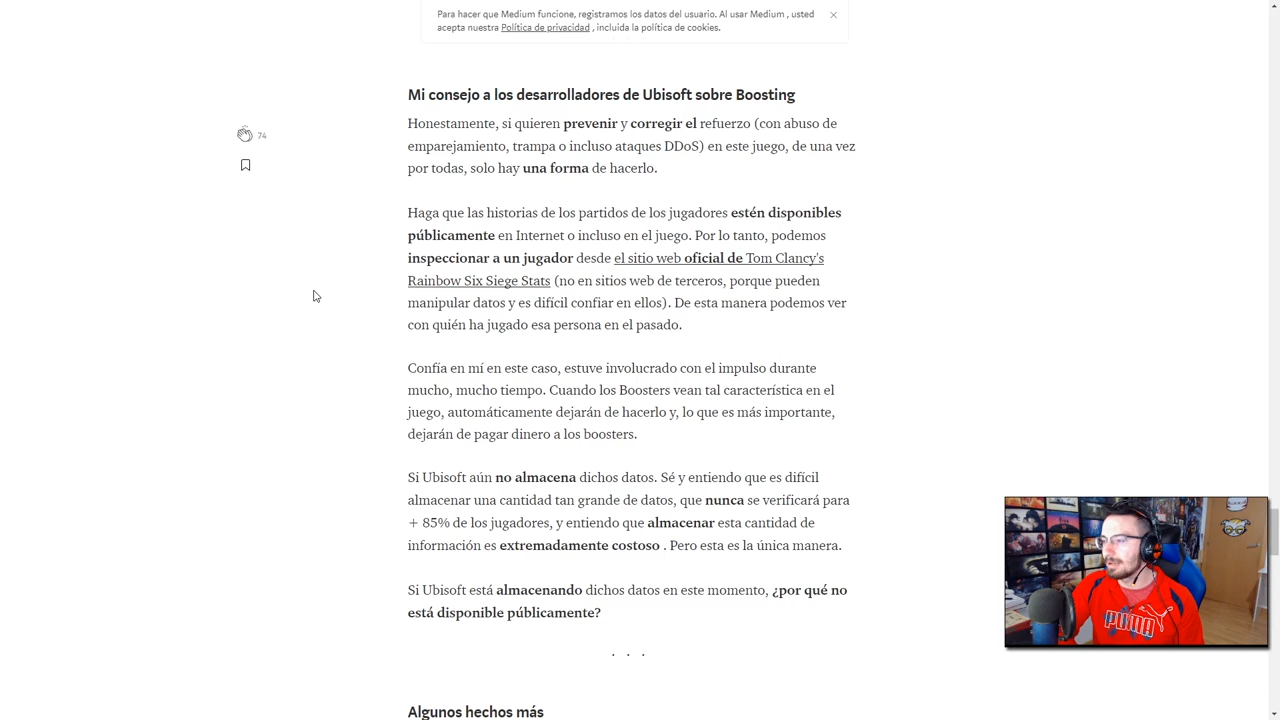 Para hacer que Medium funcione, registramos los datos del usuario. Al usar Medium , usted
acepta nuestra Política de privacidad , incluida la política de cookies.
Mi consejo a los desarrolladores de Ubisoft sobre Boosting
Honestamente, si quieren prevenir y corregir el refuerzo (con abuso de
emparejamiento, trampa o incluso ataques DDoS) en este juego, de una vez
por todas, solo hay una forma de hacerlo.
74
Haga que las historias de los partidos de los jugadores estén disponibles
públicamente en Internet o incluso en el juego. Por lo tanto, podemos
inspeccionar a un jugador desde el sitio web oficial de Tom Clancy's
Rainbow Six Siege Stats (no en sitios web de terceros, porque pueden
manipular datos y es difícil confiar en ellos). De esta manera podemos ver
con quién ha jugado esa persona en el pasado.
Confía en mí en este caso, estuve involucrado con el impulso durante
mucho, mucho tiempo. Cuando los Boosters vean tal característica en el
juego, automáticamente dejarán de hacerlo y, lo que es más importante,
dejarán de pagar dinero a los boosters.
Si Ubisoft aún no almacena dichos datos. Sé y entiendo que es difícil
almacenar una cantidad tan grande de datos, que nunca se verificará para
+ 85% de los jugadores, y entiendo que almacenar esta cantidad de
información es extremadamente costoso . Pero esta es la única manera.
Si Ubisoft está almacenando dichos datos en este momento, ¿por qué no
está disponible públicamente?
. . .
Algunos hechos más
PUMA